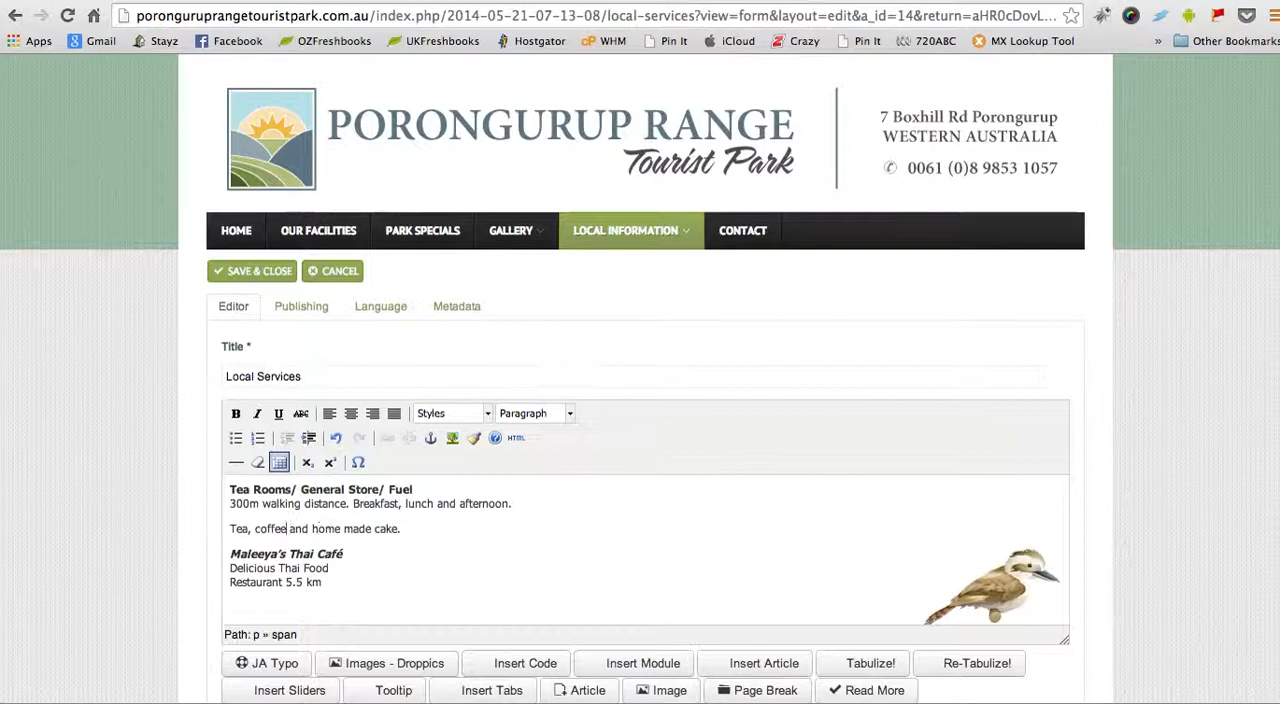 porongуruprangetouristpark.com.au/index.php/2014-05-21-07-13-08/local-services?view=form&layout=edit&a_id=14&return=aHR0cDovL...
Apps Gmail Stayz Facebook OZFreshbooks UKFreshbooks Hostgator WHM Pin It iCloud Crazy Pin It 720ABC MX Lookup Tool » Other Bookmarks
PORONGURUP RANGE
Tourist Park
7 Boxhill Rd Porongurup
WESTERN AUSTRALIA
0061 (0)8 9853 1057
HOME OUR FACILITIES PARK SPECIALS GALLERY LOCAL INFORMATION CONTACT
SAVE & CLOSE CANCEL
Editor Publishing Language Metadata
Title *
Local Services
B I U ABC Styles Paragraph
HTML
X₂ X² Ω
Tea Rooms/ General Store/ Fuel
300m walking distance. Breakfast, lunch and afternoon.
Tea, coffee and home made cake.
Maleeya's Thai Café
Delicious Thai Food
Restaurant 5.5 km
Path: p » span
JA Typo Images - Droppics Insert Code Insert Module Insert Article Tabulize! Re-Tabulize!
Insert Sliders Tooltip Insert Tabs Article Image Page Break Read More